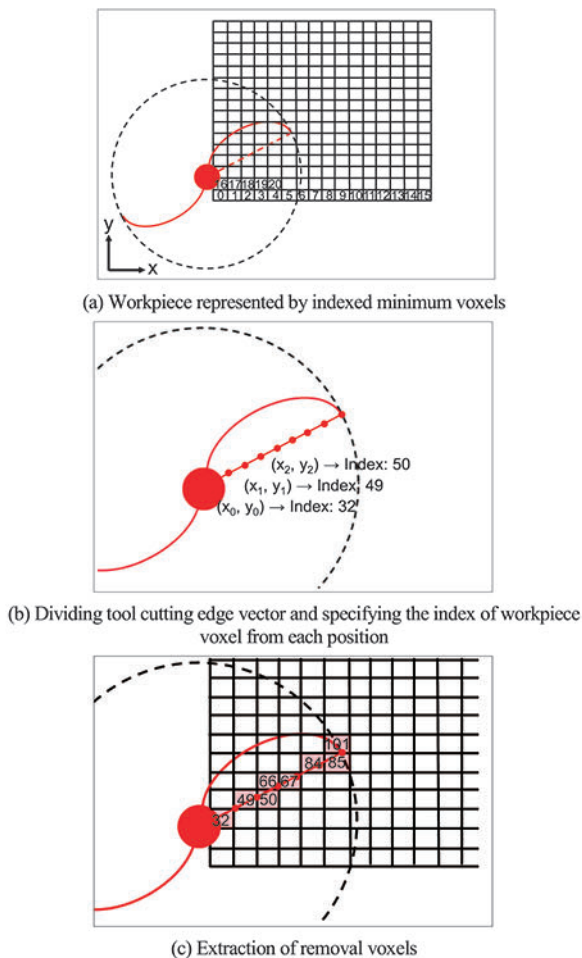 16 17 18 19 20
0 1 2 3 4 5 6 7 8 9 10 11 12 13 14 15
y
x
(a) Workpiece represented by indexed minimum voxels
(x2, y2) → Index: 50
(x1, y1) → Index: 49
(x0, y0) → Index: 32
(b) Dividing tool cutting edge vector and specifying the index of workpiece
voxel from each position
101
84 85
66 67
49 50
32
(c) Extraction of removal voxels